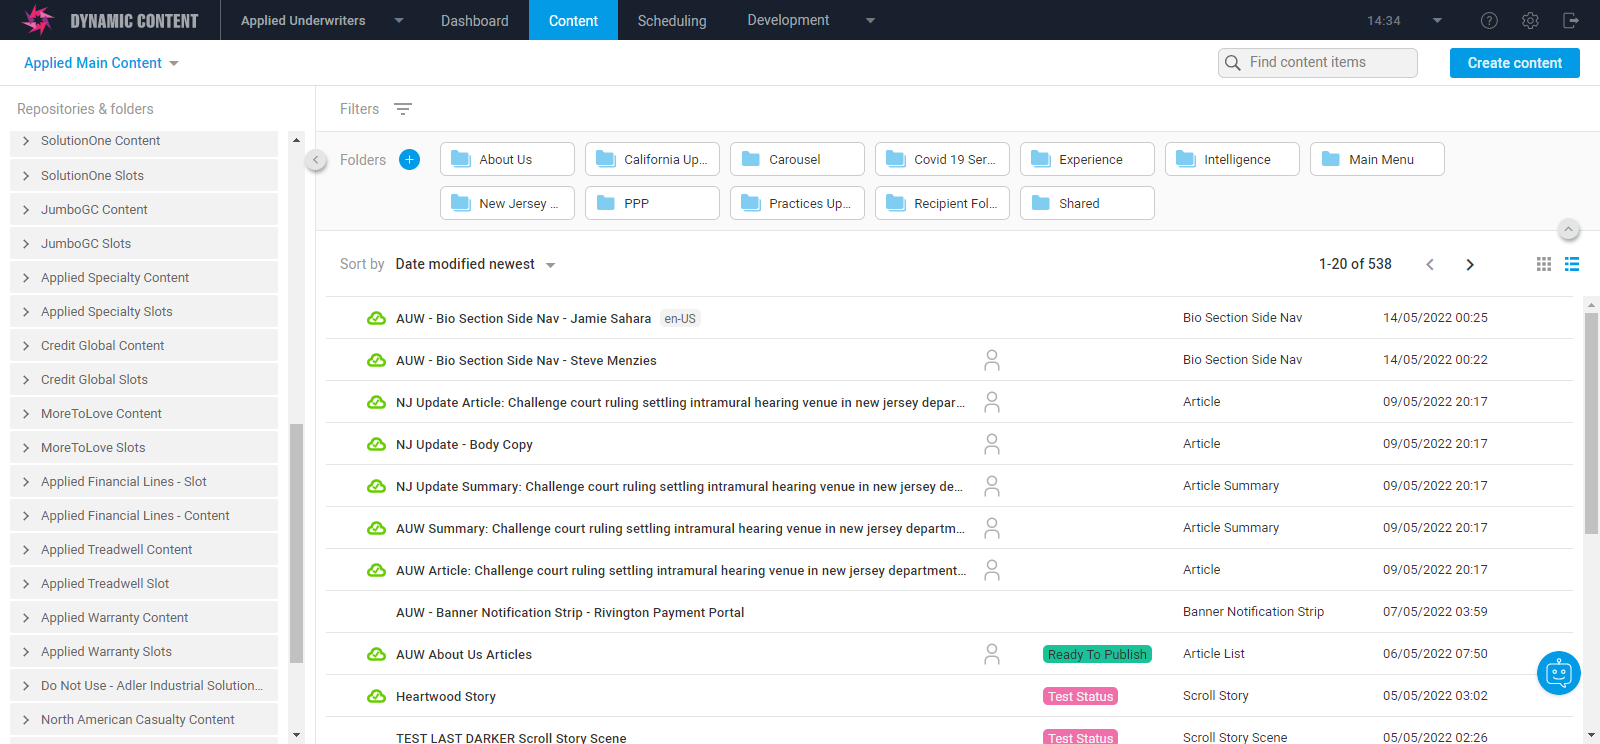 DYNAMIC CONTENT Applied Underwriters Dashboard Content Scheduling Development 14:34
Applied Main Content Find content items Create content
Repositories & folders
SolutionOne Content
SolutionOne Slots
JumboGC Content
JumboGC Slots
Applied Specialty Content
Applied Specialty Slots
Credit Global Content
Credit Global Slots
MoreToLove Content
MoreToLove Slots
Applied Financial Lines - Slot
Applied Financial Lines - Content
Applied Treadwell Content
Applied Treadwell Slot
Applied Warranty Content
Applied Warranty Slots
Do Not Use - Adler Industrial Solution...
North American Casualty Content
Filters
Folders About Us California Up... Carousel Covid 19 Ser... Experience Intelligence Main Menu
New Jersey ... PPP Practices Up... Recipient Fol... Shared
Sort by Date modified newest 1-20 of 538
AUW - Bio Section Side Nav - Jamie Sahara en-US Bio Section Side Nav 14/05/2022 00:25
AUW - Bio Section Side Nav - Steve Menzies Bio Section Side Nav 14/05/2022 00:22
NJ Update Article: Challenge court ruling settling intramural hearing venue in new jersey depar... Article 09/05/2022 20:17
NJ Update - Body Copy Article 09/05/2022 20:17
NJ Update Summary: Challenge court ruling settling intramural hearing venue in new jersey de... Article Summary 09/05/2022 20:17
AUW Summary: Challenge court ruling settling intramural hearing venue in new jersey departm... Article Summary 09/05/2022 20:17
AUW Article: Challenge court ruling settling intramural hearing venue in new jersey department... Article 09/05/2022 20:17
AUW - Banner Notification Strip - Rivington Payment Portal Banner Notification Strip 07/05/2022 03:59
AUW About Us Articles Ready To Publish Article List 06/05/2022 07:50
Heartwood Story Test Status Scroll Story 05/05/2022 03:02
TEST LAST DARKER Scroll Story Scene Test Status Scroll Story Scene 05/05/2022 02:26